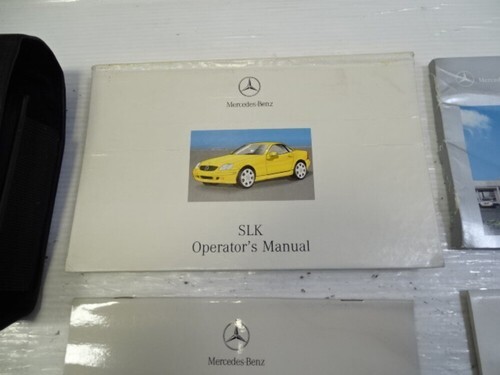 Mercedes-Benz
SLK
Operator's Manual
Mercedes-Benz